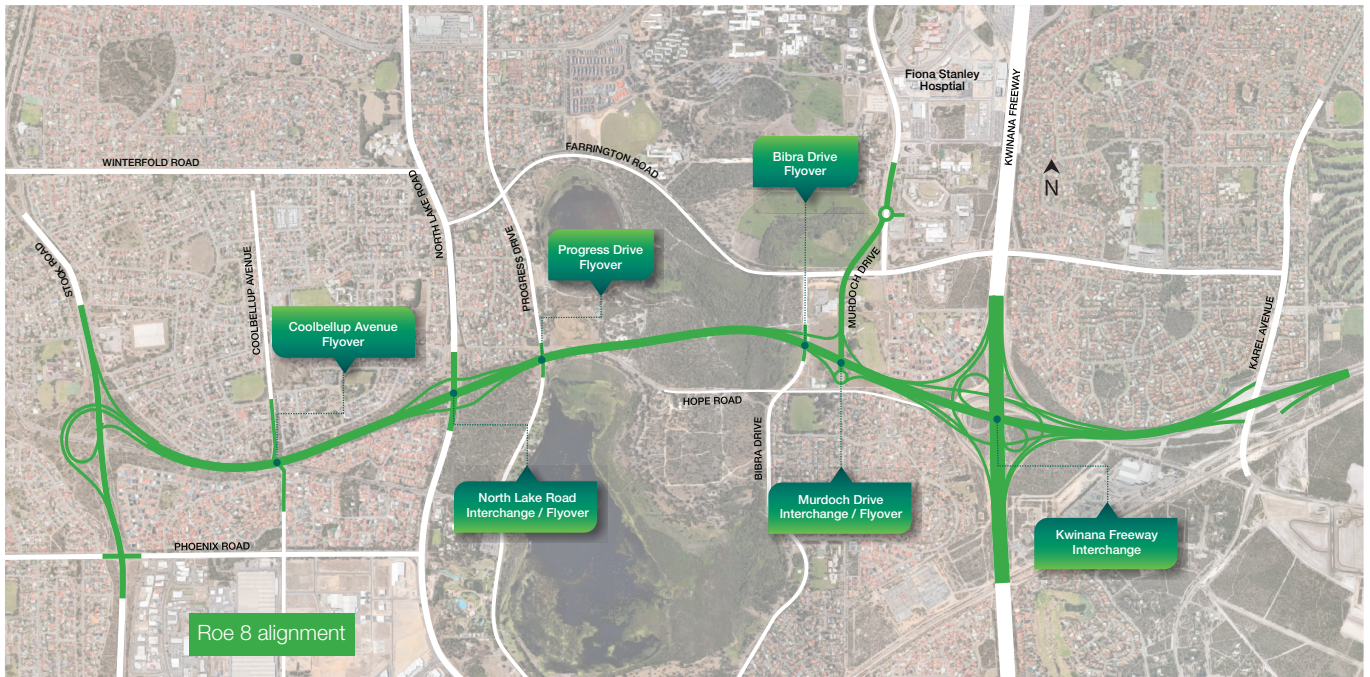 Fiona Stanley
Hosptial
KWINANA FREEWAY
N
WINTERFOLD ROAD
FARRINGTON ROAD
Bibra Drive
Flyover
NORTH LAKE ROAD
PROGRESS DRIVE
Progress Drive
Flyover
STOCK ROAD
COOLBELLUP AVENUE
MURDOCH DRIVE
KAREL AVENUE
Coolbellup Avenue
Flyover
HOPE ROAD
BIBRA DRIVE
North Lake Road
Interchange / Flyover
Murdoch Drive
Interchange / Flyover
Kwinana Freeway
Interchange
PHOENIX ROAD
Roe 8 alignment